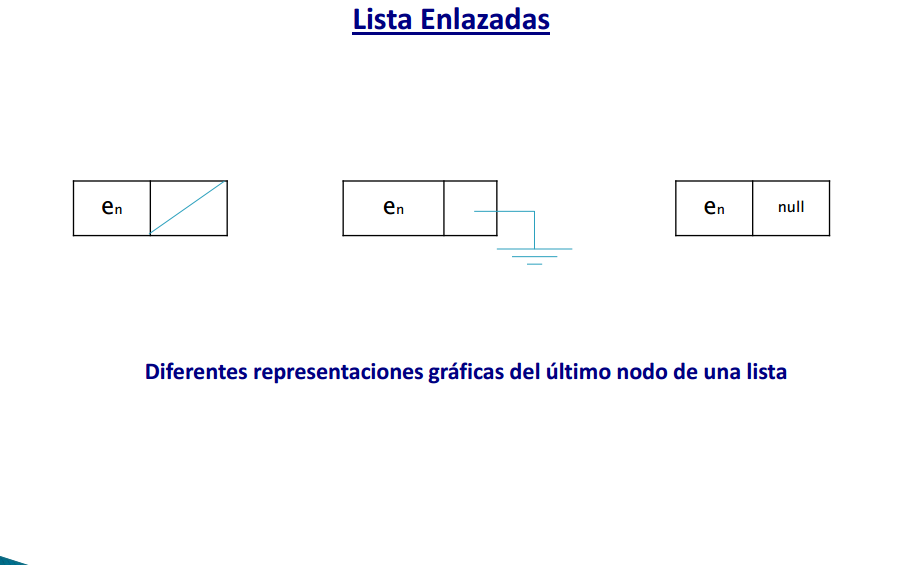 Lista Enlazadas
en
en
en
null
Diferentes representaciones gráficas del último nodo de una lista